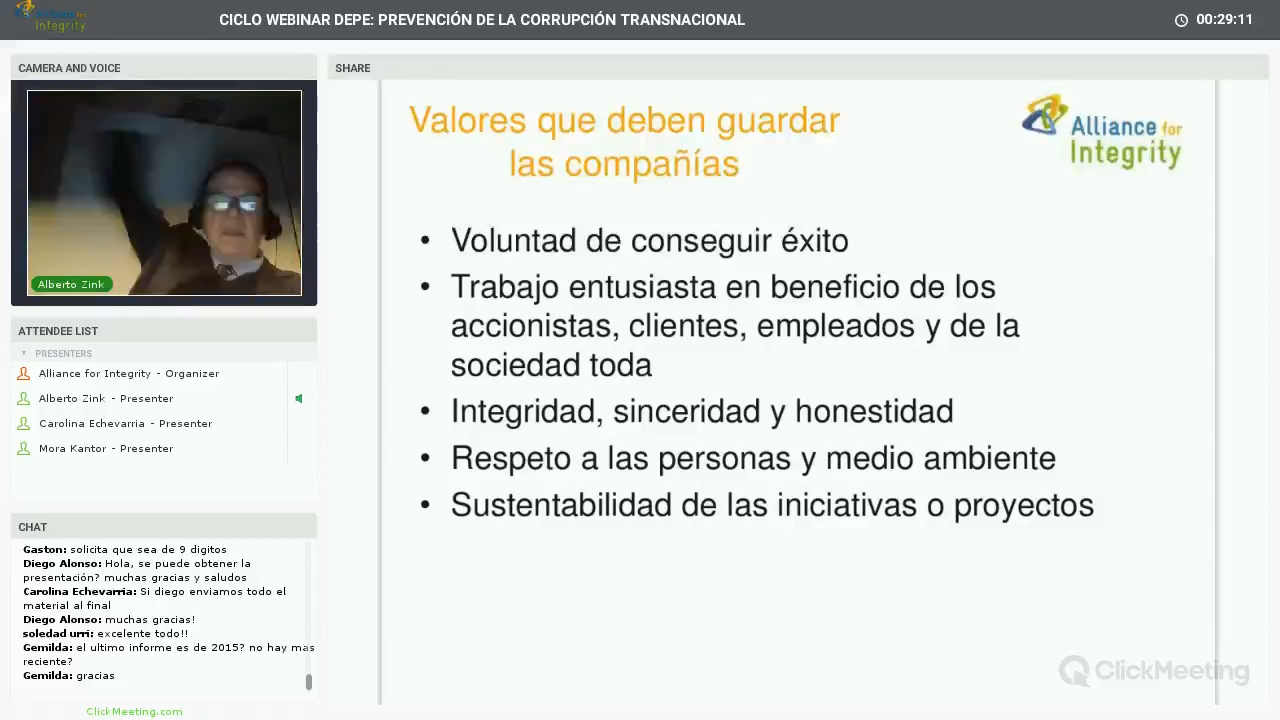 Alliance for
Integrity
CICLO WEBINAR DEPE: PREVENCIÓN DE LA CORRUPCIÓN TRANSNACIONAL
00:29:11
CAMERA AND VOICE
Alberto Zink
ATTENDEE LIST
PRESENTERS
Alliance for Integrity - Organizer
Alberto Zink - Presenter
Carolina Echevarria - Presenter
Mora Kantor - Presenter
CHAT
Gaston: solicita que sea de 9 digitos
Diego Alonso: Hola, se puede obtener la
presentación? muchas gracias y saludos
Carolina Echevarria: Si diego enviamos todo el
material al final
Diego Alonso: muchas gracias!
soledad urri: excelente todo!!
Gemilda: el ultimo informe es de 2015? no hay mas
reciente?
Gemilda: gracias
ClickMeeting.com
SHARE
Valores que deben guardar
las compañías
Alliance for
Integrity
• Voluntad de conseguir éxito
• Trabajo entusiasta en beneficio de los
accionistas, clientes, empleados y de la
sociedad toda
• Integridad, sinceridad y honestidad
• Respeto a las personas y medio ambiente
• Sustentabilidad de las iniciativas o proyectos
ClickMeeting